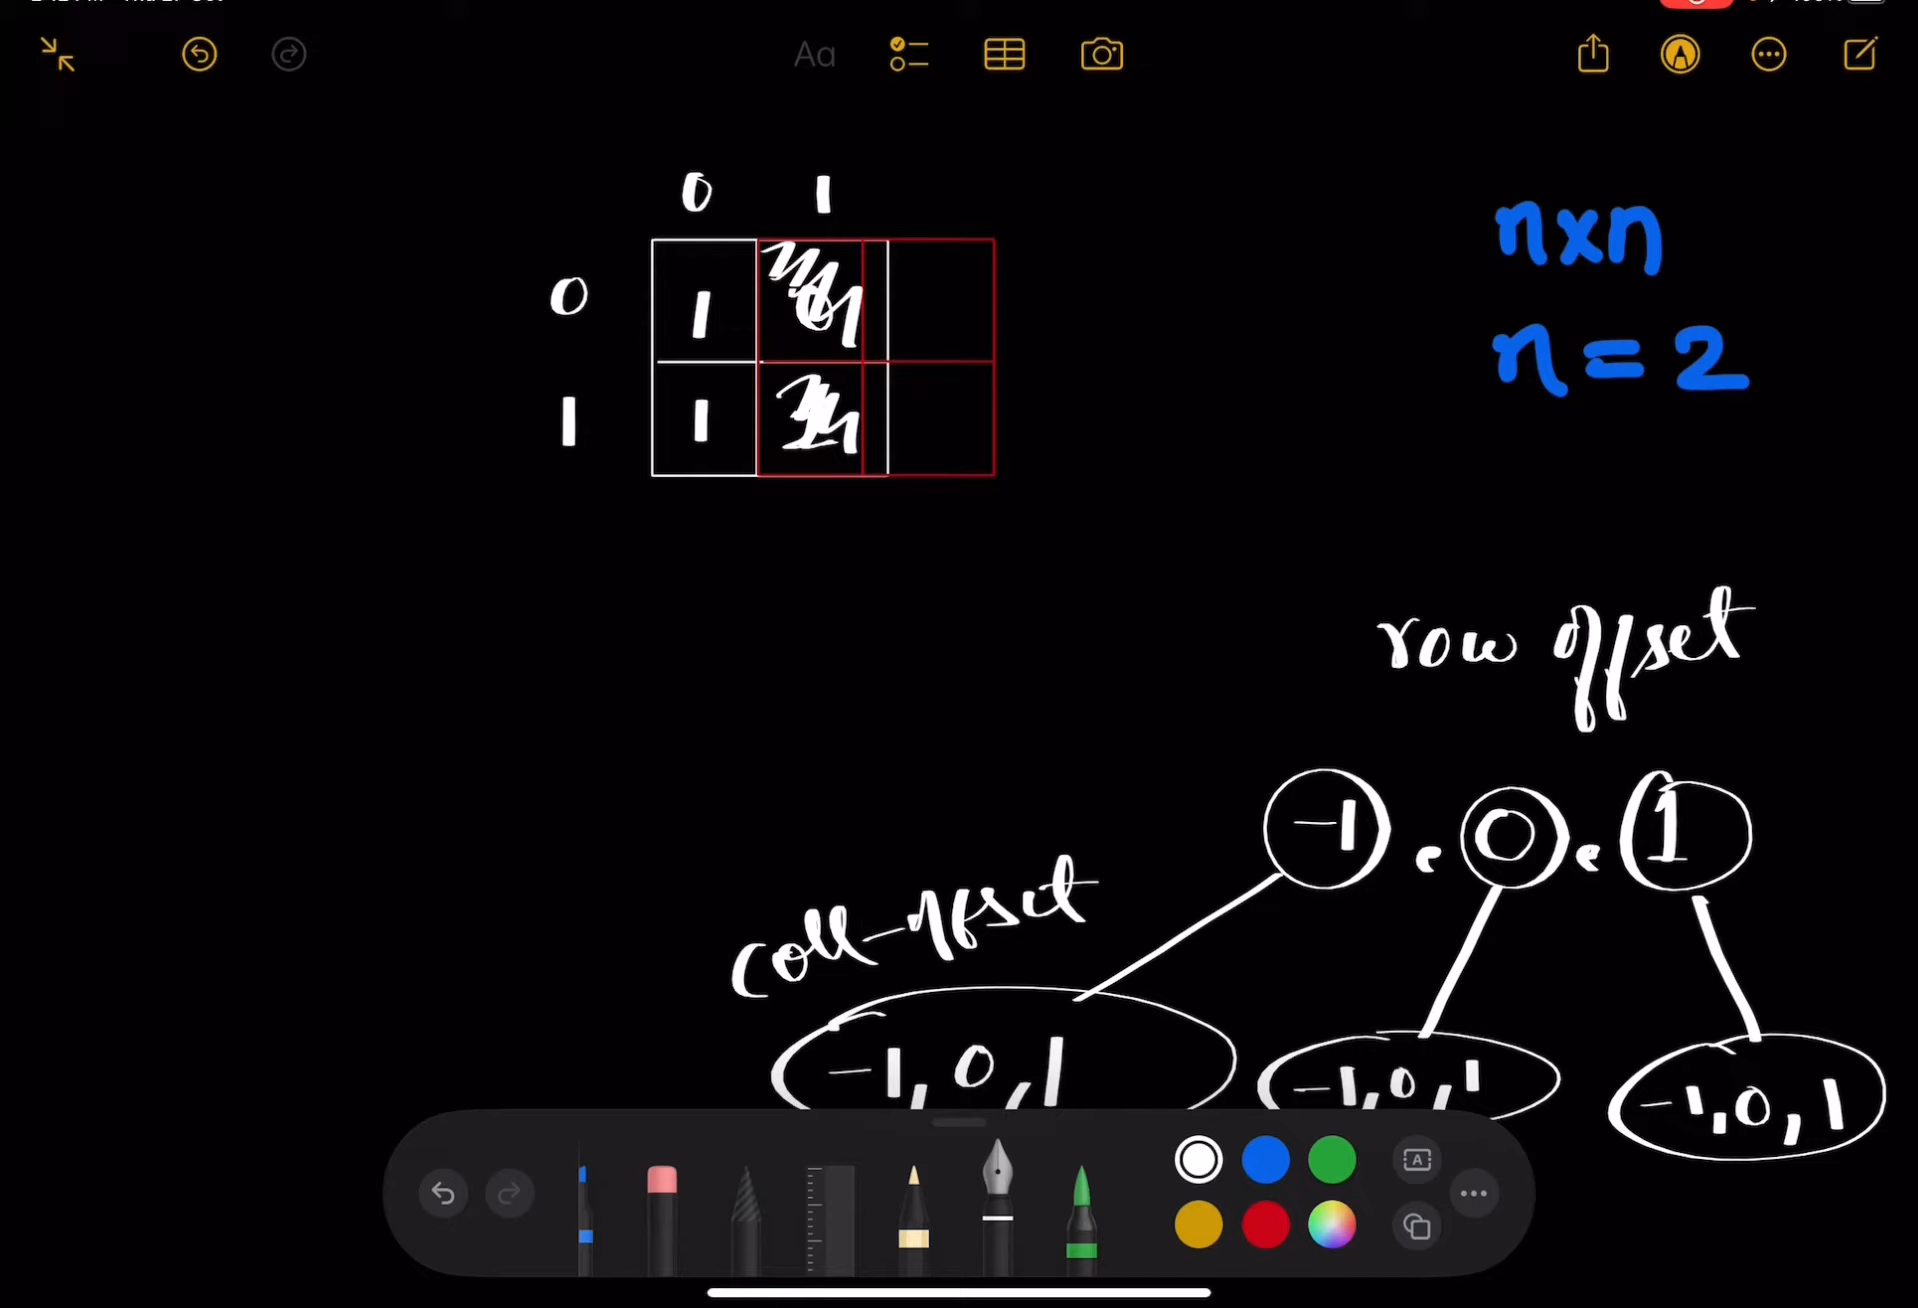 Aa
0 1
n×n
0 1
n = 2
1 1
row offset
-1, 0, 1
coll-offset
-1, 0, 1 -1, 0, 1 -1, 0, 1
A